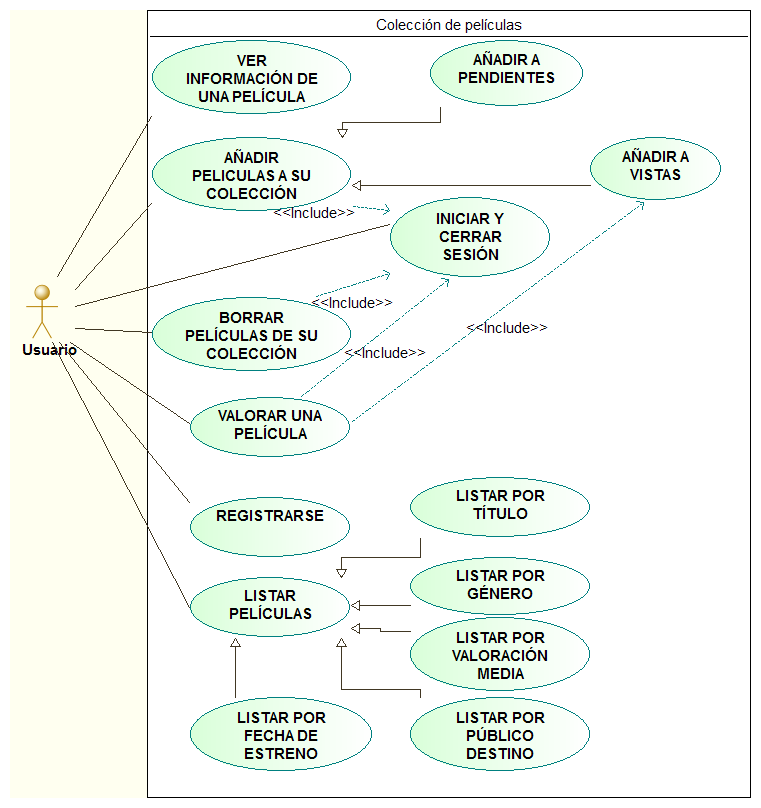 Colección de películas
VER
INFORMACIÓN DE
UNA PELÍCULA
AÑADIR A
PENDIENTES
AÑADIR
PELICULAS A SU
COLECCIÓN
AÑADIR A
VISTAS
<<Include>>
INICIAR Y
CERRAR
SESIÓN
Usuario
<<Include>>
BORRAR
PELÍCULAS DE SU
COLECCIÓN
<<Include>>
<<Include>>
VALORAR UNA
PELÍCULA
REGISTRARSE
LISTAR POR
TÍTULO
LISTAR
PELÍCULAS
LISTAR POR
GÉNERO
LISTAR POR
VALORACIÓN
MEDIA
LISTAR POR
FECHA DE
ESTRENO
LISTAR POR
PÚBLICO
DESTINO